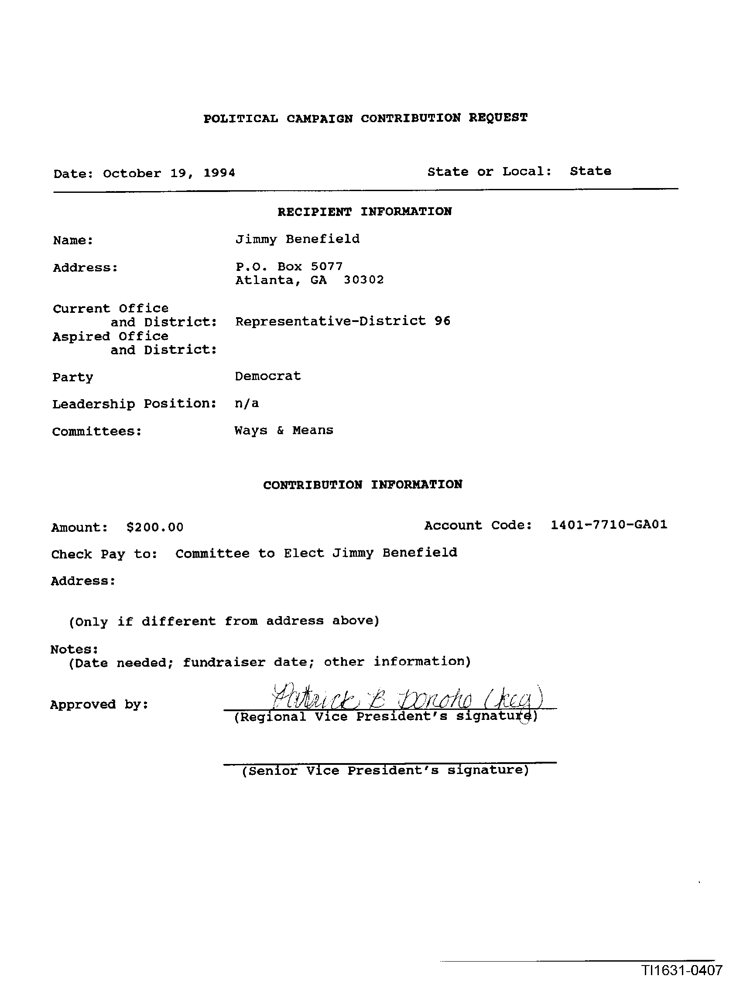 POLITICAL CAMPAIGN CONTRIBUTION REQUEST
Date: October 19, 1994 State or Local: State
RECIPIENT INFORMATION
Name: Jimmy Benefield
Address: P.O. Box 5077
Atlanta, GA 30302
Current Office
and District: Representative-District 96
Aspired Office
and District:
Party Democrat
Leadership Position: n/a
Committees: Ways & Means
CONTRIBUTION INFORMATION
Amount: $200.00 Account Code: 1401-7710-GA01
Check Pay to: Committee to Elect Jimmy Benefield
Address:
(Only if different from address above)
Notes:
(Date needed; fundraiser date; other information)
Approved by: Patrick B Donoho (kcg)
(Regional Vice President's signature)
(Senior Vice President's signature)
TI1631-0407